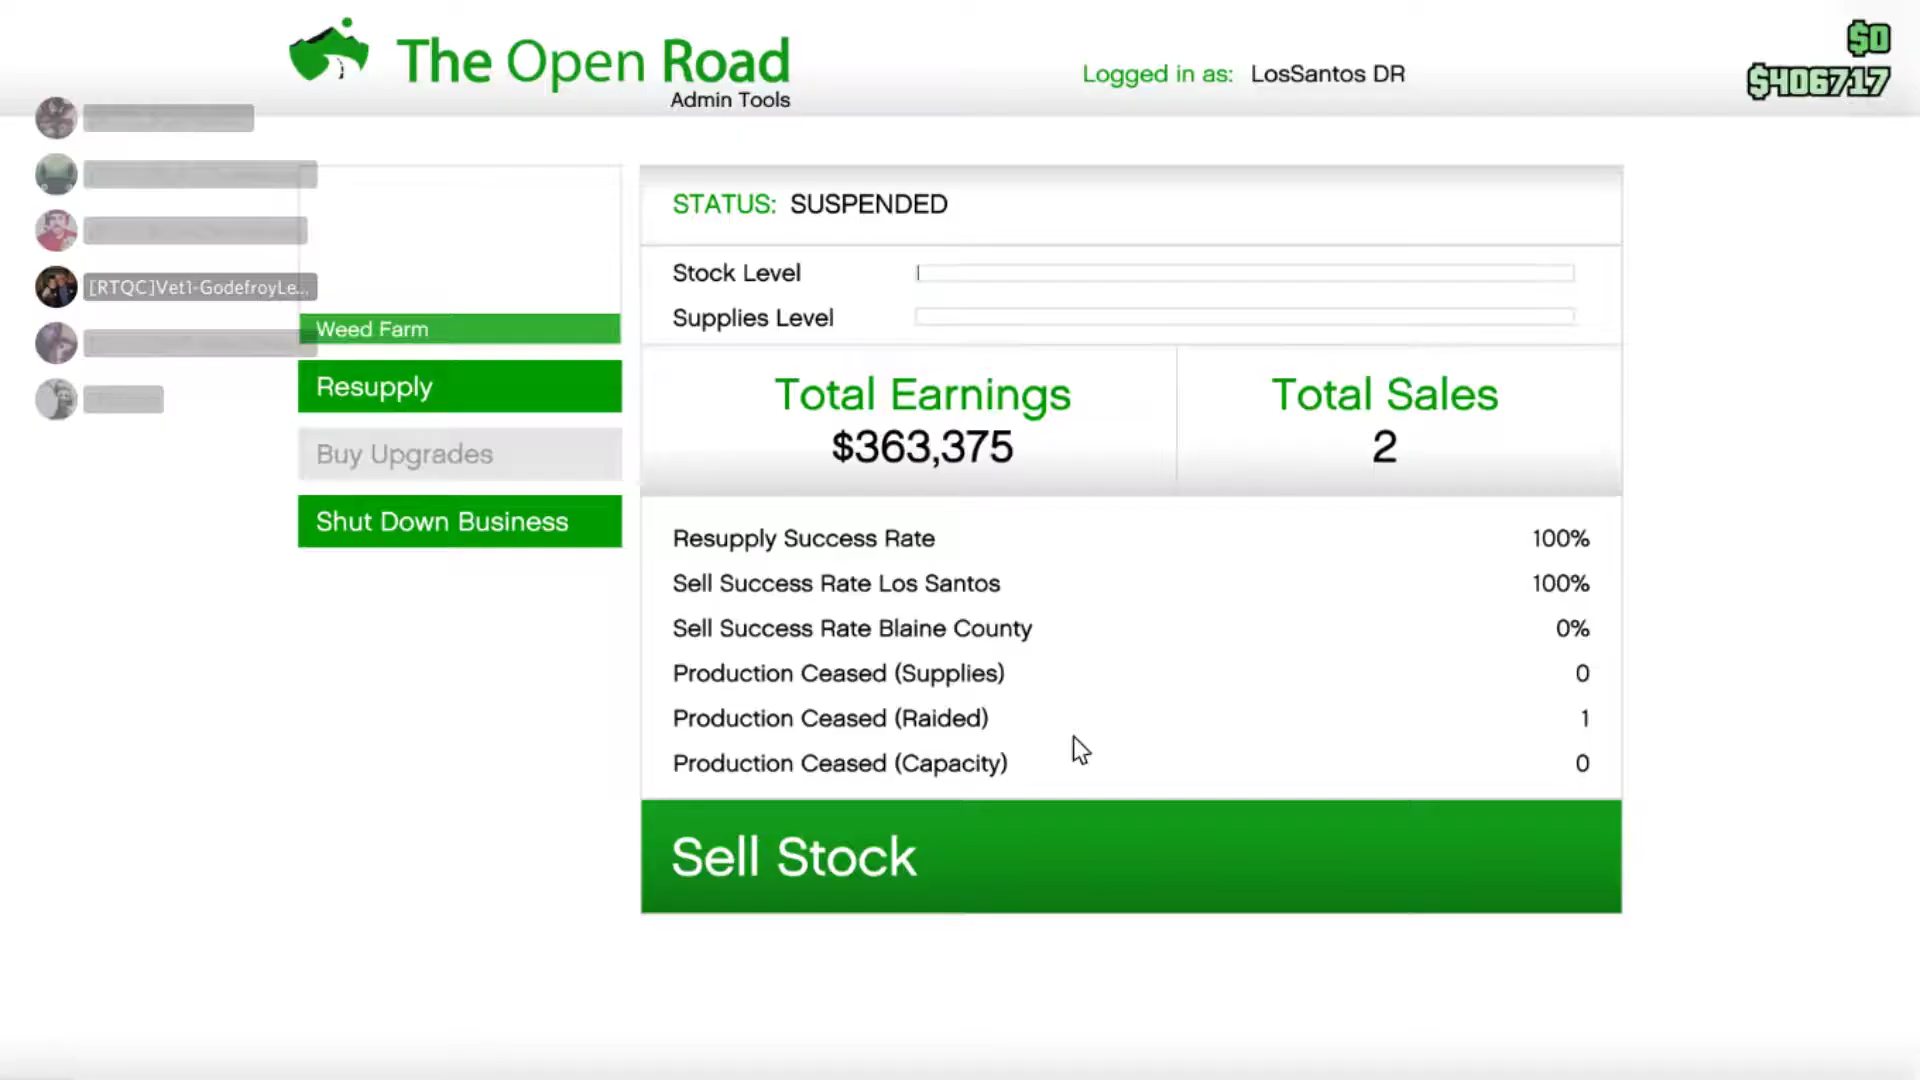 The Open Road
Admin Tools
Logged in as: LosSantos DR
$0
$406717
[RTQC]Vet1-GodefroyLe...
Weed Farm
Resupply
Buy Upgrades
Shut Down Business
STATUS: SUSPENDED
Stock Level
Supplies Level
Total Earnings
$363,375
Total Sales
2
Resupply Success Rate 100%
Sell Success Rate Los Santos 100%
Sell Success Rate Blaine County 0%
Production Ceased (Supplies) 0
Production Ceased (Raided) 1
Production Ceased (Capacity) 0
Sell Stock